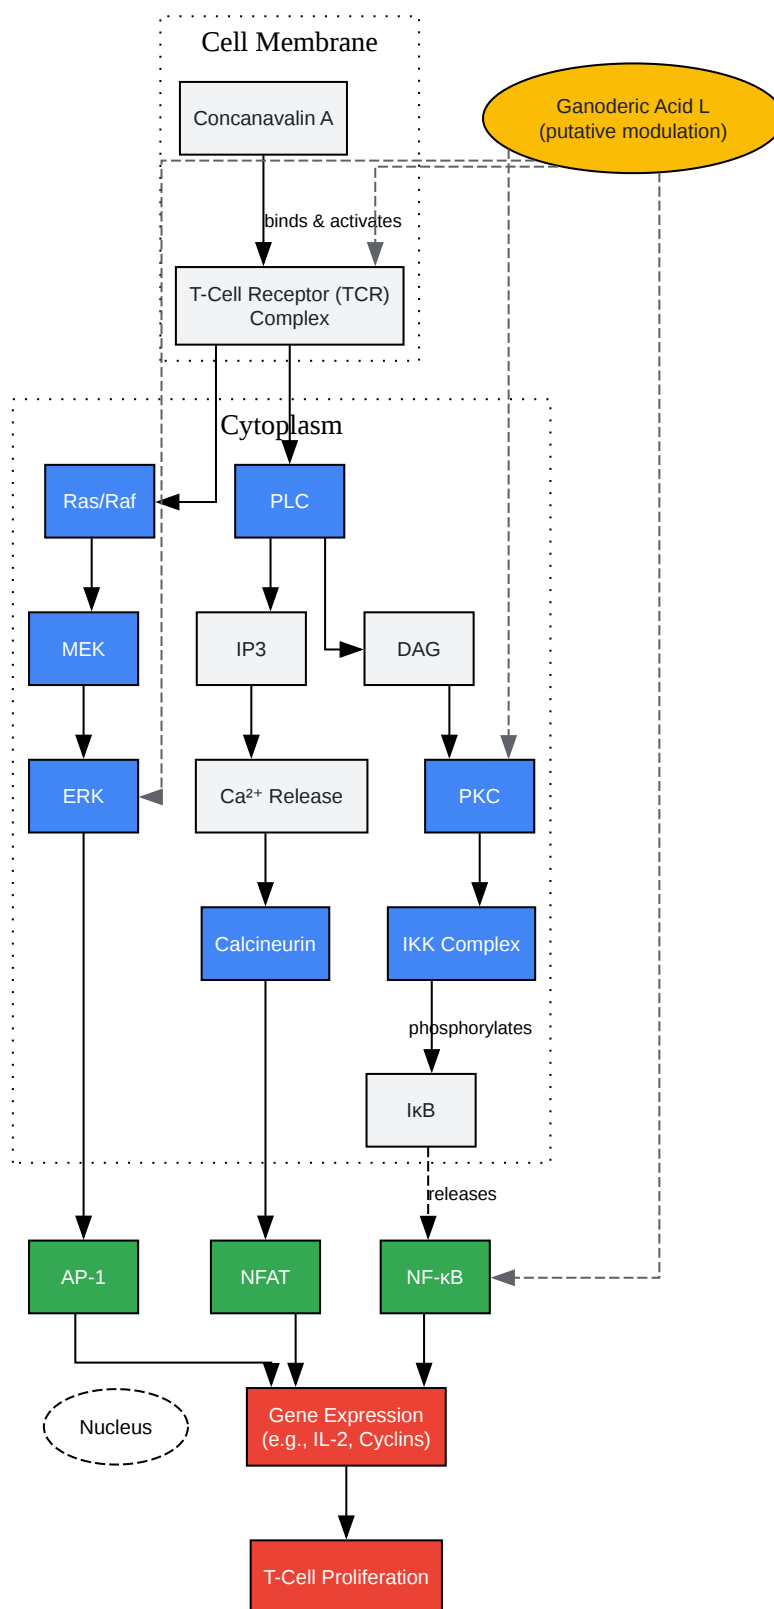 Cell Membrane
Concanavalin A
Ganoderic Acid L
(putative modulation)
binds & activates
T-Cell Receptor (TCR)
Complex
Cytoplasm
Ras/Raf
PLC
MEK
IP3
DAG
ERK
Ca²⁺ Release
PKC
Calcineurin
IKK Complex
phosphorylates
IκB
releases
AP-1
NFAT
NF-κB
Gene Expression
(e.g., IL-2, Cyclins)
Nucleus
T-Cell Proliferation